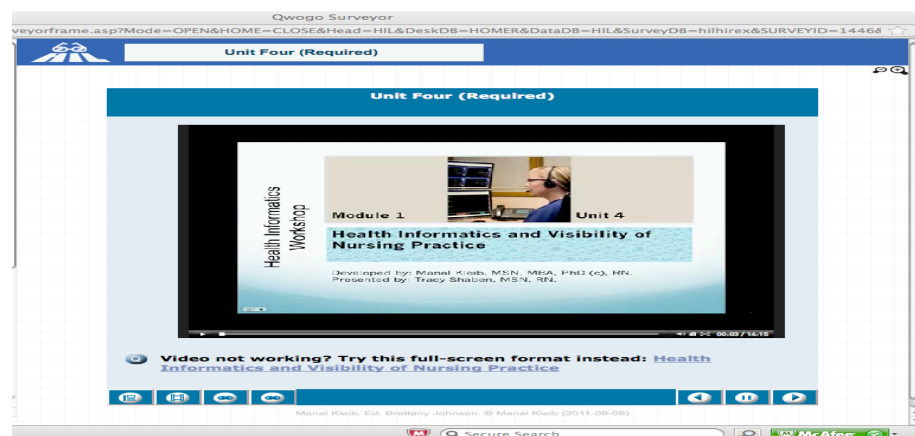 Qwogo Surveyor
veyorframe.asp?Mode=OPEN&HOME=CLOSE&Head=HIL&DeskDB=HOMER&DataDB=HIL&SurveyDB=hilhirex&SURVEYID=14468
Unit Four (Required)
Unit Four (Required)
Health Informatics
Workshop
Module 1
Unit 4
Health Informatics and Visibility of
Nursing Practice
Developed by: Manal Kleib, MSN, MBA, PhD (c), RN.
Presented by: Tracy Shaben, MSN, RN.
00:03 / 14:15
Video not working? Try this full-screen format instead: Health
Informatics and Visibility of Nursing Practice
Manal Kleib. Ed. Brettany Johnson. © Manal Kleib (2011-09-06)
Secure Search
McAfee